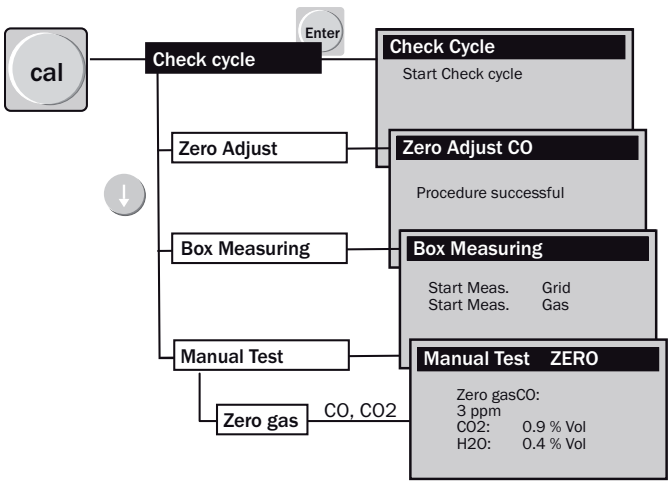 Enter
cal
Check cycle
Check Cycle
Start Check cycle
Zero Adjust
Zero Adjust CO
Procedure successful
Box Measuring
Box Measuring
Start Meas. Grid
Start Meas. Gas
Manual Test
Manual Test ZERO
Zero gasCO:
3 ppm
CO2: 0.9 % Vol
H2O: 0.4 % Vol
Zero gas
CO, CO2